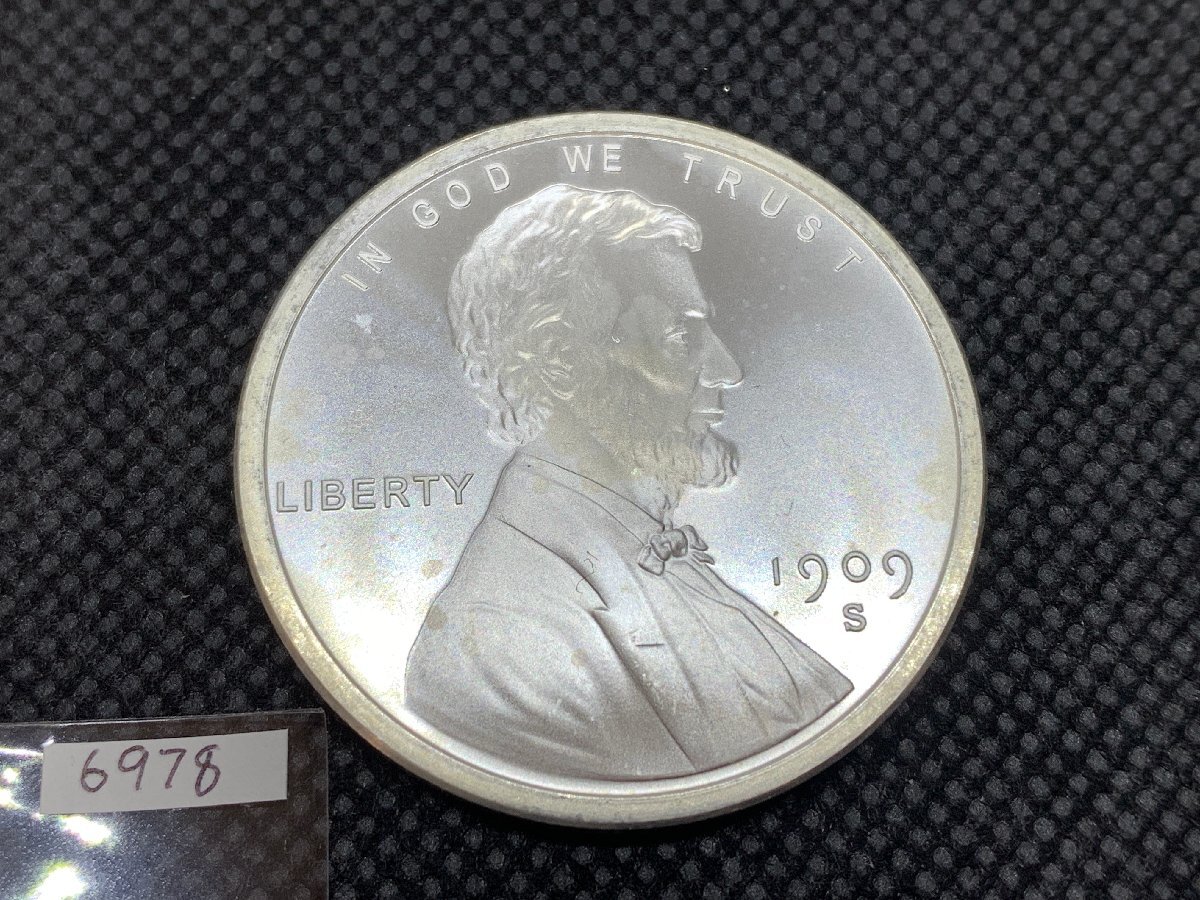 IN GOD WE TRUST
LIBERTY
1909
S
6978